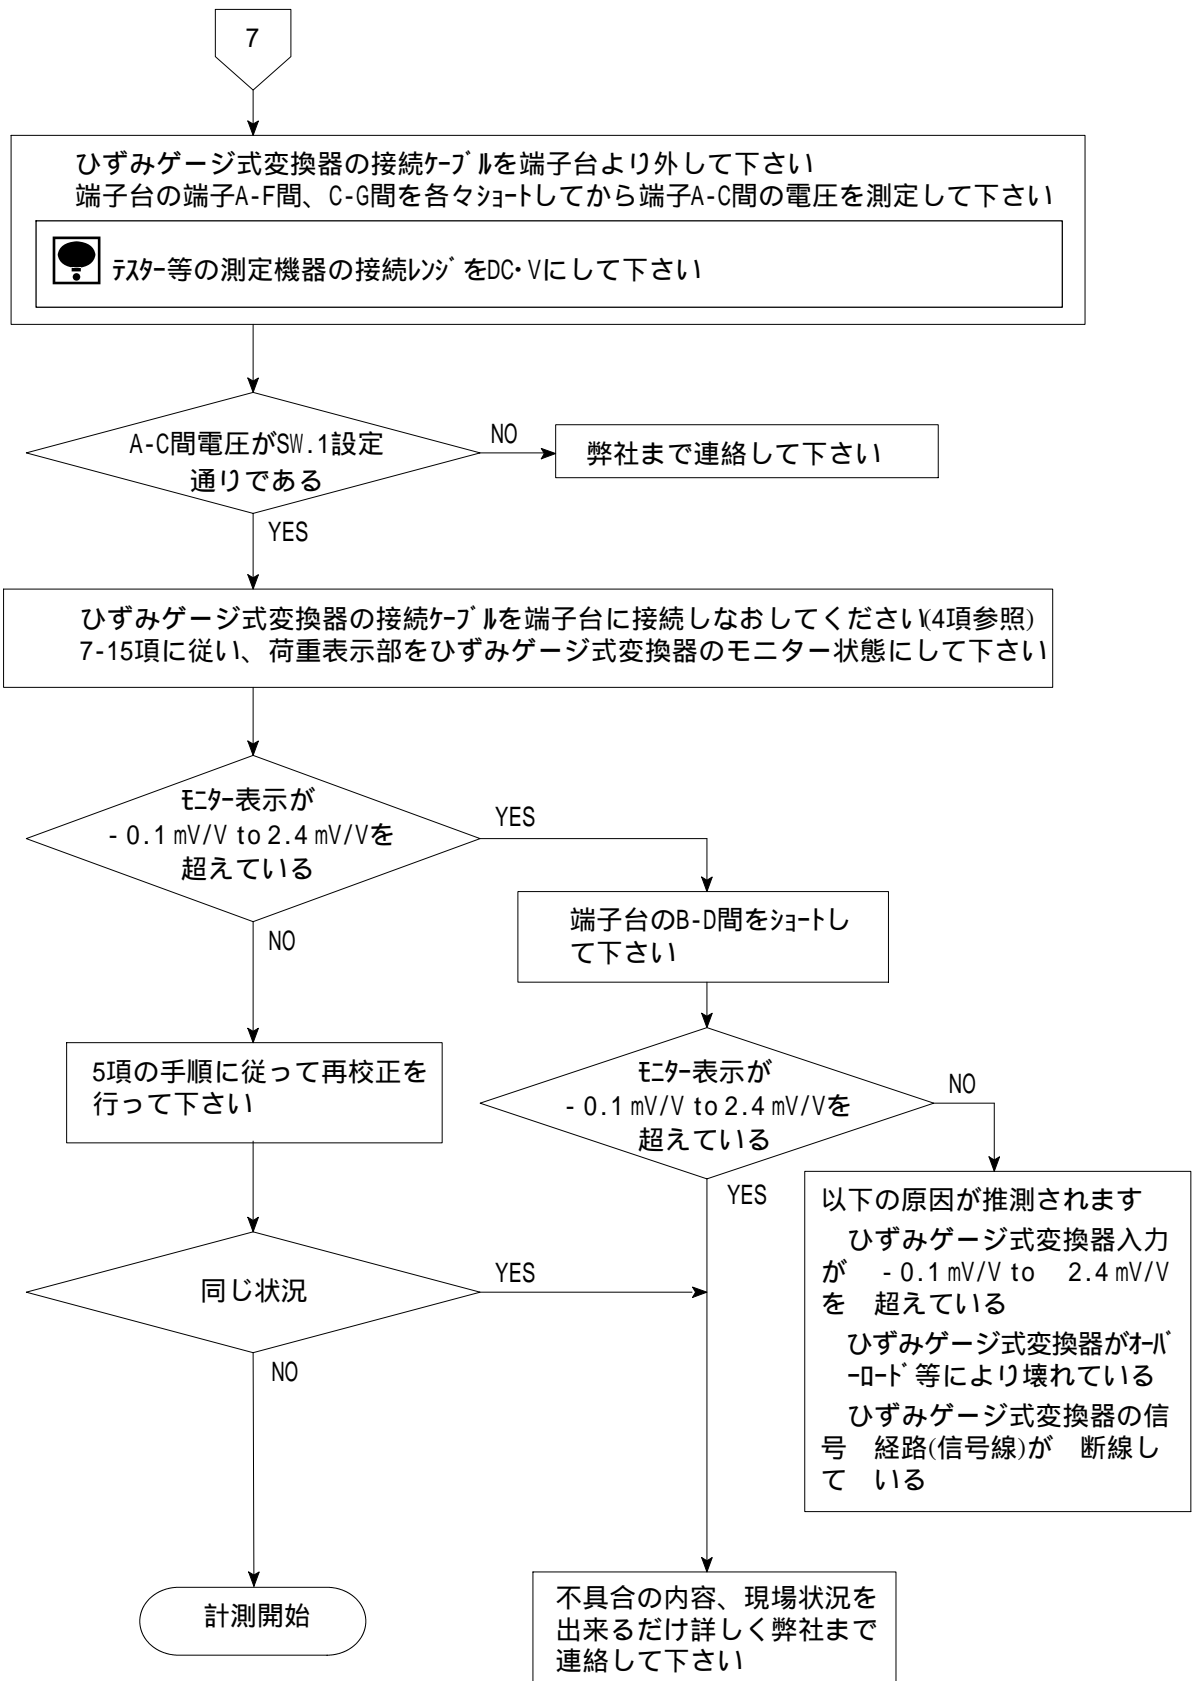 7
ひずみゲージ式変換器の接続ｹｰﾌﾞﾙを端子台より外して下さい
端子台の端子A-F間、C-G間を各々ｼｮｰﾄしてから端子A-C間の電圧を測定して下さい
ﾃｽﾀｰ等の測定機器の接続ﾚﾝｼﾞをDC･Vにして下さい
A-C間電圧がSW.1設定
通りである
NO
弊社まで連絡して下さい
YES
ひずみゲージ式変換器の接続ｹｰﾌﾞﾙを端子台に接続しなおしてください(4項参照)
7-15項に従い、荷重表示部をひずみゲージ式変換器のモニター状態にして下さい
ﾓﾆﾀｰ表示が
- 0.1 mV/V to 2.4 mV/Vを
超えている
YES
NO
端子台のB-D間をｼｮｰﾄし
て下さい
5項の手順に従って再校正を
行って下さい
ﾓﾆﾀｰ表示が
- 0.1 mV/V to 2.4 mV/Vを
超えている
NO
YES
以下の原因が推測されます
ひずみゲージ式変換器入力
が - 0.1 mV/V to 2.4 mV/V
を 超えている
ひずみゲージ式変換器がｵｰﾊﾞ
ｰﾛｰﾄﾞ等により壊れている
ひずみゲージ式変換器の信
号 経路(信号線)が 断線し
て いる
同じ状況
YES
NO
計測開始
不具合の内容、現場状況を
出来るだけ詳しく弊社まで
連絡して下さい